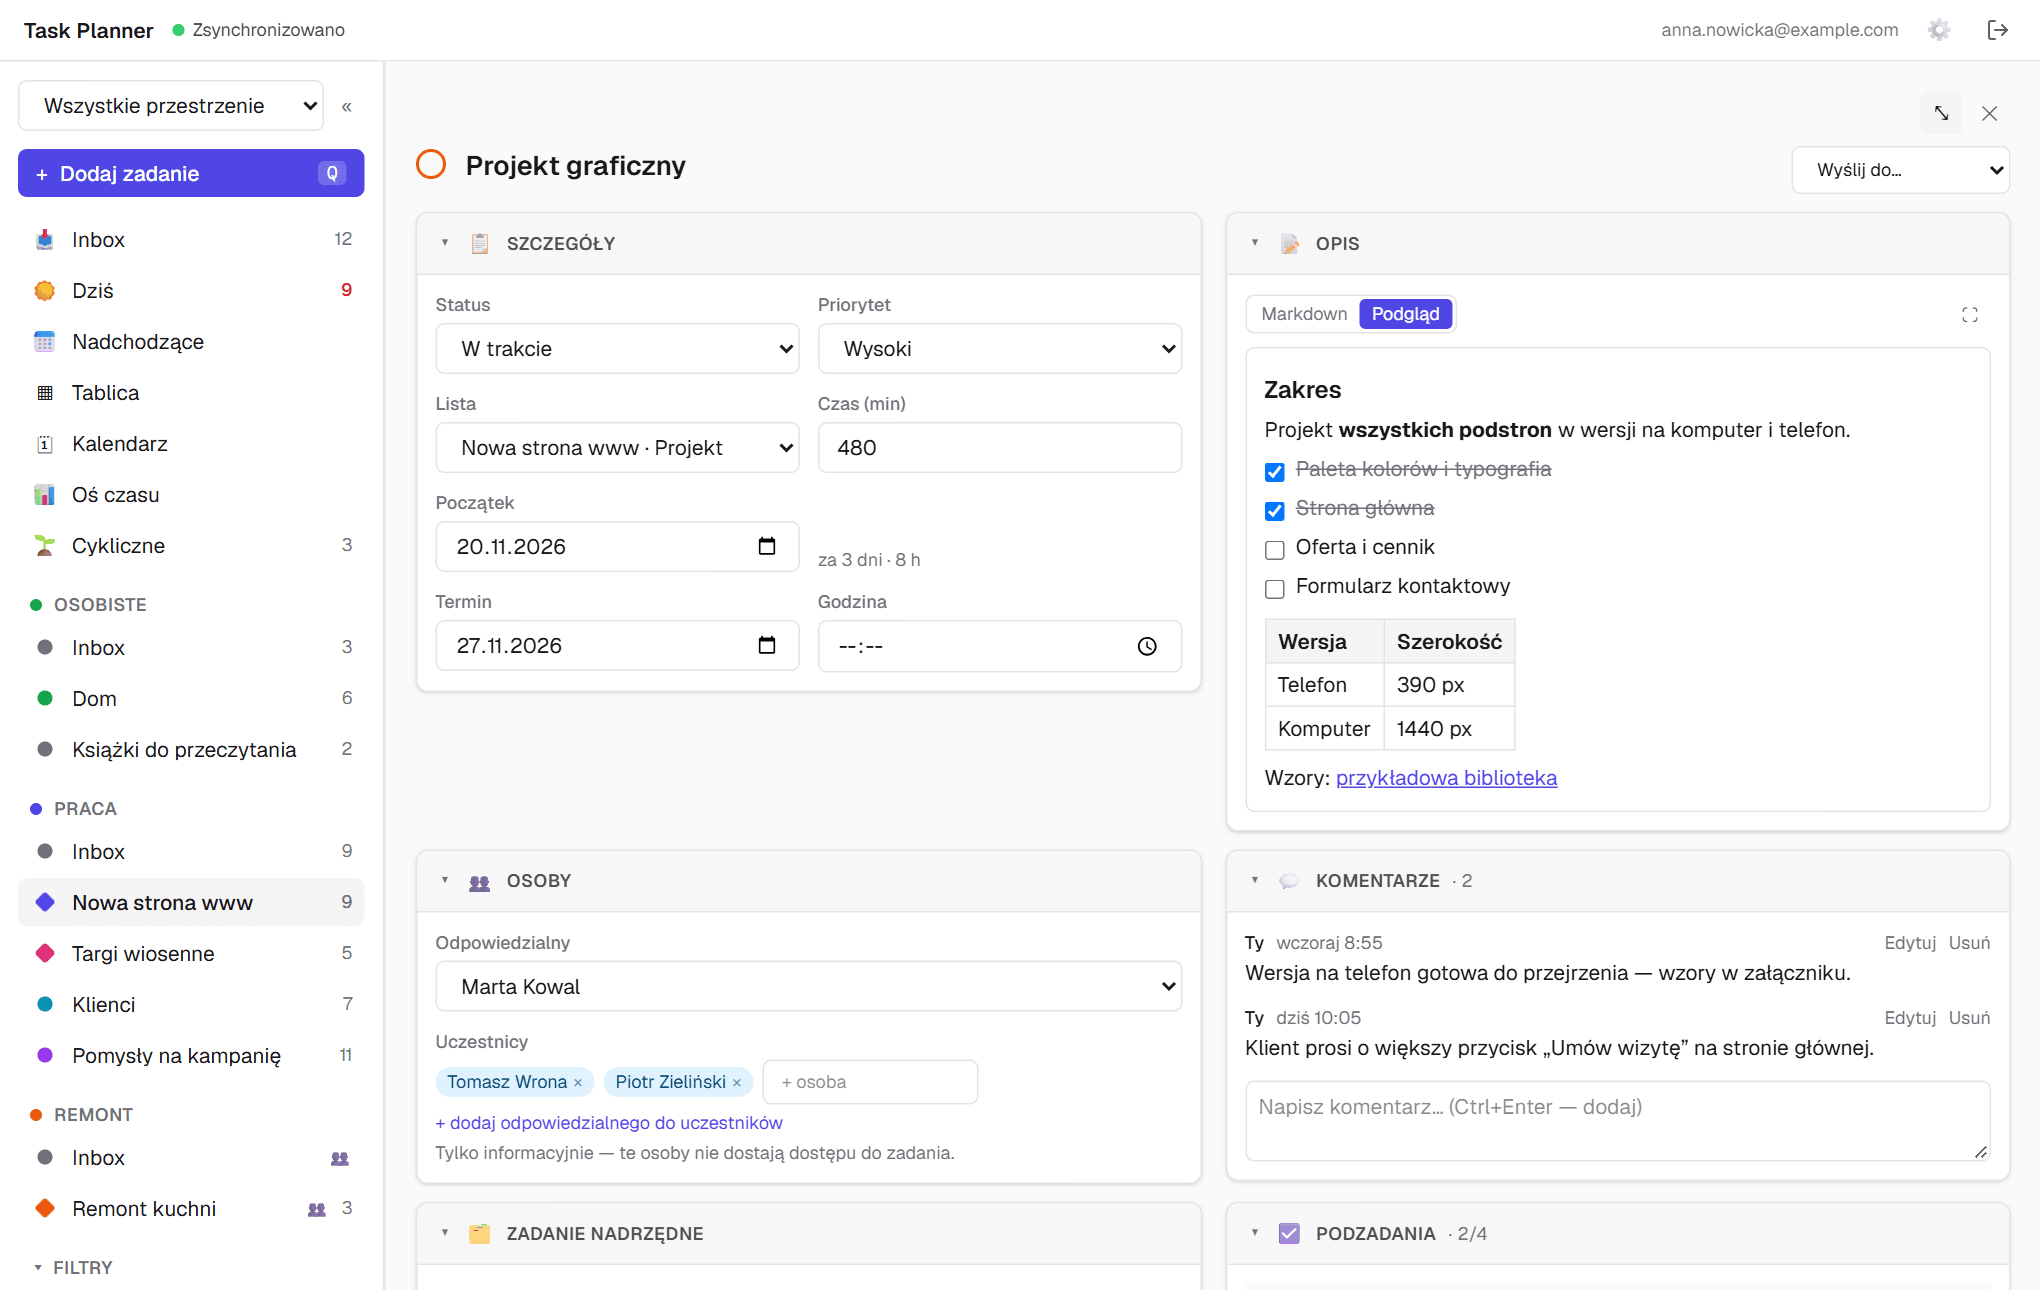 Task Planner Zsynchronizowano anna.nowicka@example.com
Wszystkie przestrzenie «
+ Dodaj zadanie Q
Inbox 12
Dziś 9
Nadchodzące
Tablica
Kalendarz
Oś czasu
Cykliczne 3
OSOBISTE
Inbox 3
Dom 6
Książki do przeczytania 2
PRACA
Inbox 9
Nowa strona www 9
Targi wiosenne 5
Klienci 7
Pomysły na kampanię 11
REMONT
Inbox
Remont kuchni 3
FILTRY
Projekt graficzny
Wyślij do...
SZCZEGÓŁY
Status Priorytet
W trakcie Wysoki
Lista Czas (min)
Nowa strona www · Projekt 480
Początek
20.11.2026 za 3 dni · 8 h
Termin Godzina
27.11.2026 --:--
OPIS
Markdown Podgląd
Zakres
Projekt wszystkich podstron w wersji na komputer i telefon.
Paleta kolorów i typografia
Strona główna
Oferta i cennik
Formularz kontaktowy
Wersja Szerokość
Telefon 390 px
Komputer 1440 px
Wzory: przykładowa biblioteka
OSOBY
Odpowiedzialny
Marta Kowal
Uczestnicy
Tomasz Wrona × Piotr Zieliński × + osoba
+ dodaj odpowiedzialnego do uczestników
Tylko informacyjnie — te osoby nie dostają dostępu do zadania.
KOMENTARZE · 2
Ty wczoraj 8:55 Edytuj Usuń
Wersja na telefon gotowa do przejrzenia — wzory w załączniku.
Ty dziś 10:05 Edytuj Usuń
Klient prosi o większy przycisk „Umów wizytę” na stronie głównej.
Napisz komentarz... (Ctrl+Enter — dodaj)
ZADANIE NADRZĘDNE
PODZADANIA · 2/4